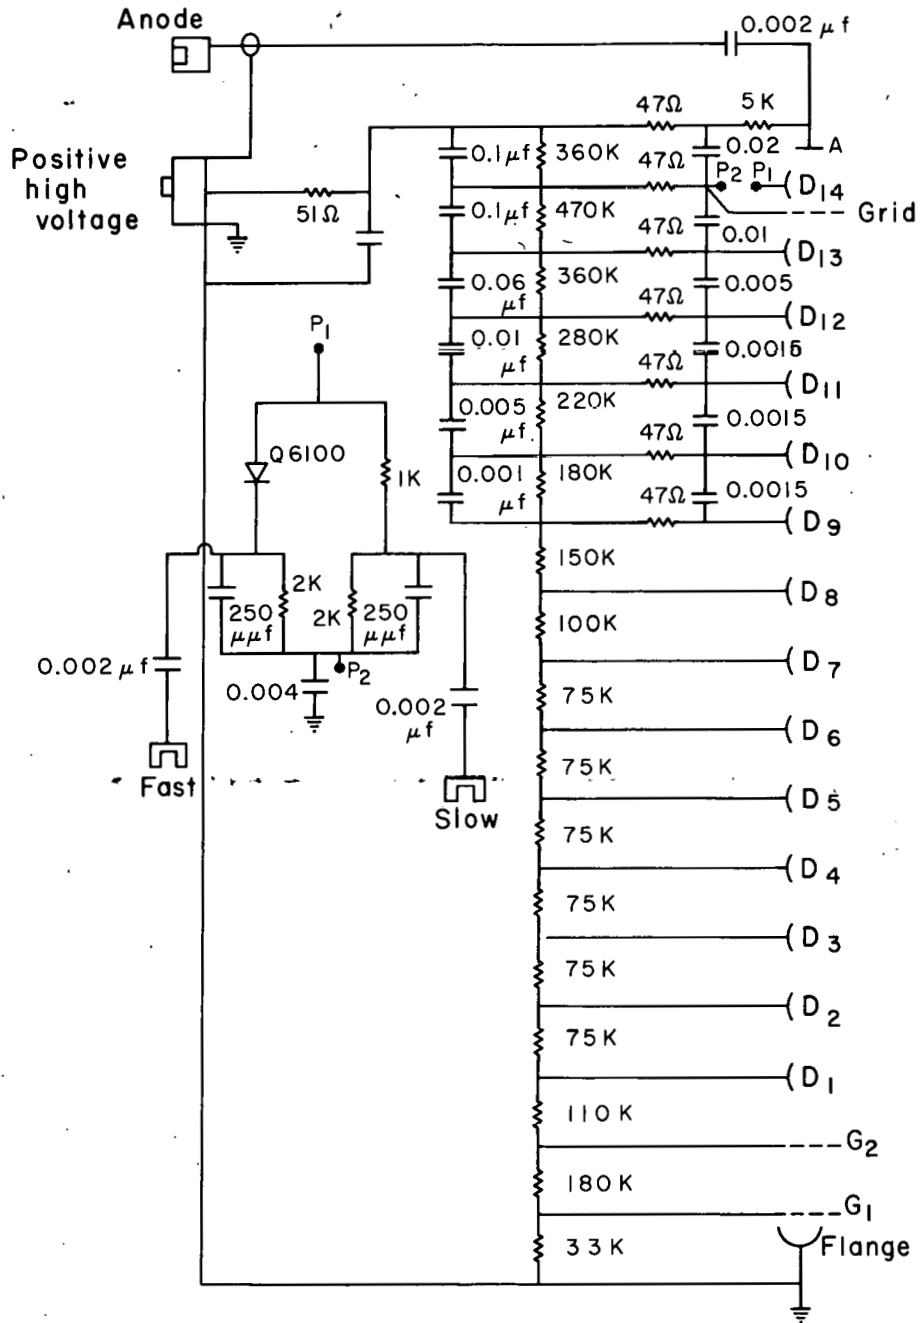 Anode
0.002 μf
47Ω
5 K
A
Positive
high
voltage
51Ω
0.1μf
360K
47Ω
0.02
P2
P1
D14
Grid
0.1μf
470K
47Ω
0.01
D13
0.06
μf
360K
47Ω
0.005
D12
0.01
μf
280K
47Ω
0.0015
D11
0.005
μf
220K
47Ω
0.0015
D10
0.001
μf
180K
47Ω
0.0015
D9
P1
Q6100
1K
150K
D8
2K
250
μμf
2K
250
μμf
100K
D7
0.002 μf
0.004
P2
0.002
μf
75K
D6
Fast
Slow
75K
D5
75K
D4
75K
D3
75K
D2
75K
D1
110K
G2
180K
G1
33K
Flange